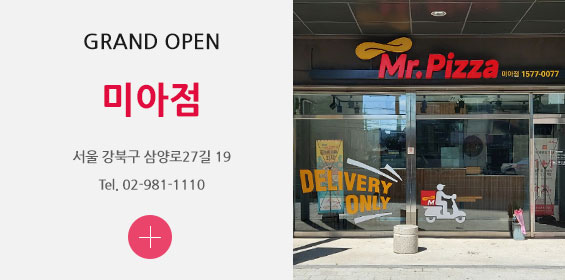 GRAND OPEN
미아점
서울 강북구 삼양로27길 19
Tel. 02-981-1110
Mr.Pizza
미아점 1577-0077
DELIVERY
ONLY
M